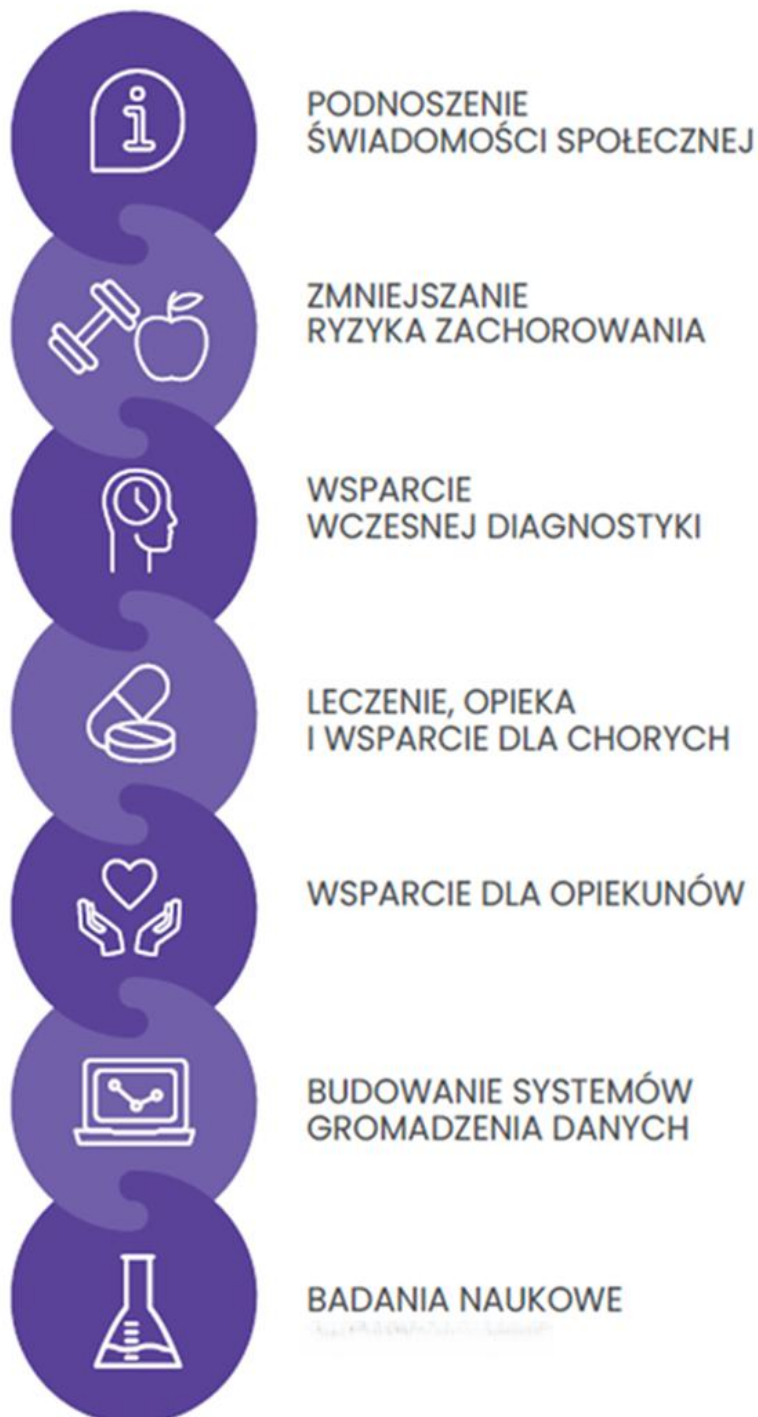 PODNOSZENIE
ŚWIADOMOŚCI SPOŁECZNEJ
ZMNIEJSZANIE
RYZYKA ZACHOROWANIA
WSPARCIE
WCZESNEJ DIAGNOSTYKI
LECZENIE, OPIEKA
I WSPARCIE DLA CHORYCH
WSPARCIE DLA OPIEKUNÓW
BUDOWANIE SYSTEMÓW
GROMADZENIA DANYCH
BADANIA NAUKOWE